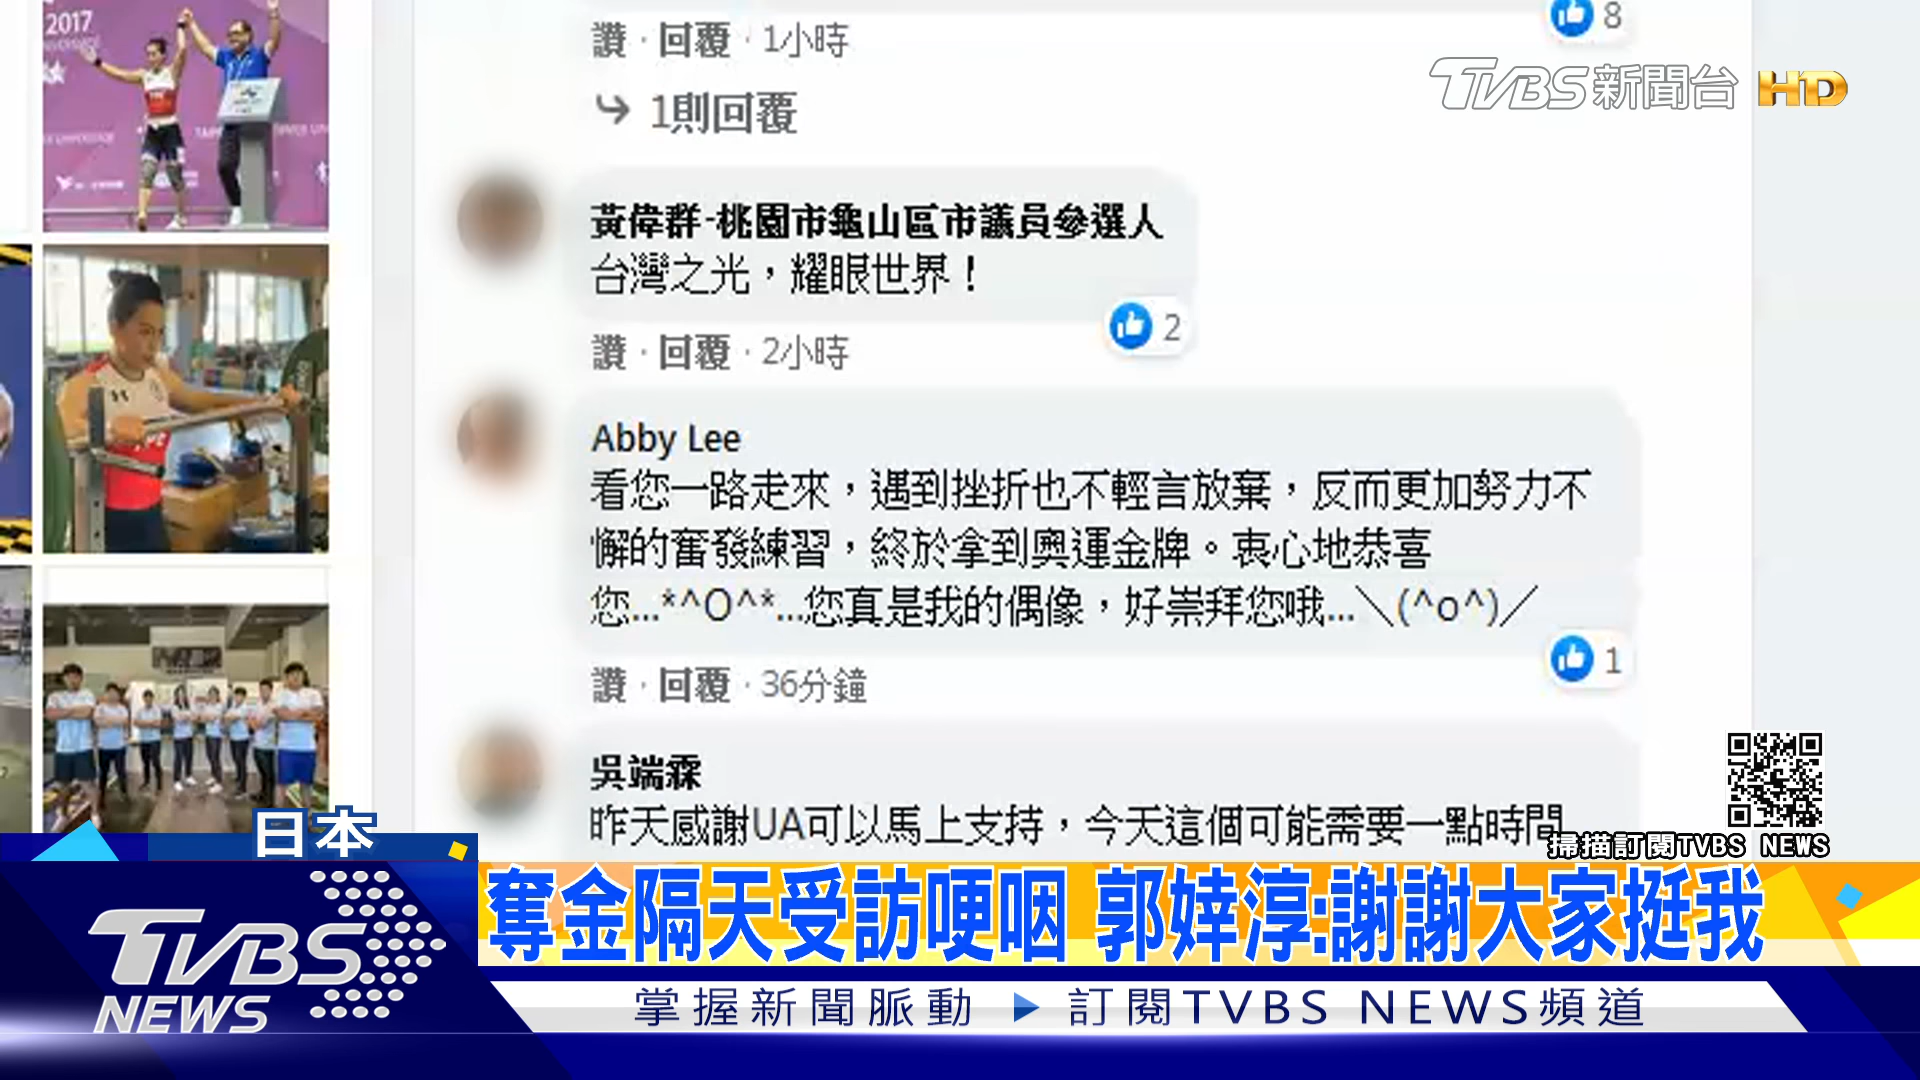 2017
讚 · 回覆 · 1小時
8
TVBS新聞台 HD
1則回覆
黃偉群-桃園市龜山區市議員參選人
台灣之光，耀眼世界！
2
讚 · 回覆 · 2小時
Abby Lee
看您一路走來，遇到挫折也不輕言放棄，反而更加努力不
懈的奮發練習，終於拿到奧運金牌。衷心地恭喜
您...*^O^*...您真是我的偶像，好崇拜您哦...＼(^o^)／
1
讚 · 回覆 · 36分鐘
吳端霖
昨天感謝UA可以馬上支持，今天這個可能需要一點時間
掃描訂閱TVBS NEWS
日本
奪金隔天受訪哽咽 郭婞淳:謝謝大家挺我
TVBS
NEWS
掌握新聞脈動 ▶ 訂閱TVBS NEWS頻道